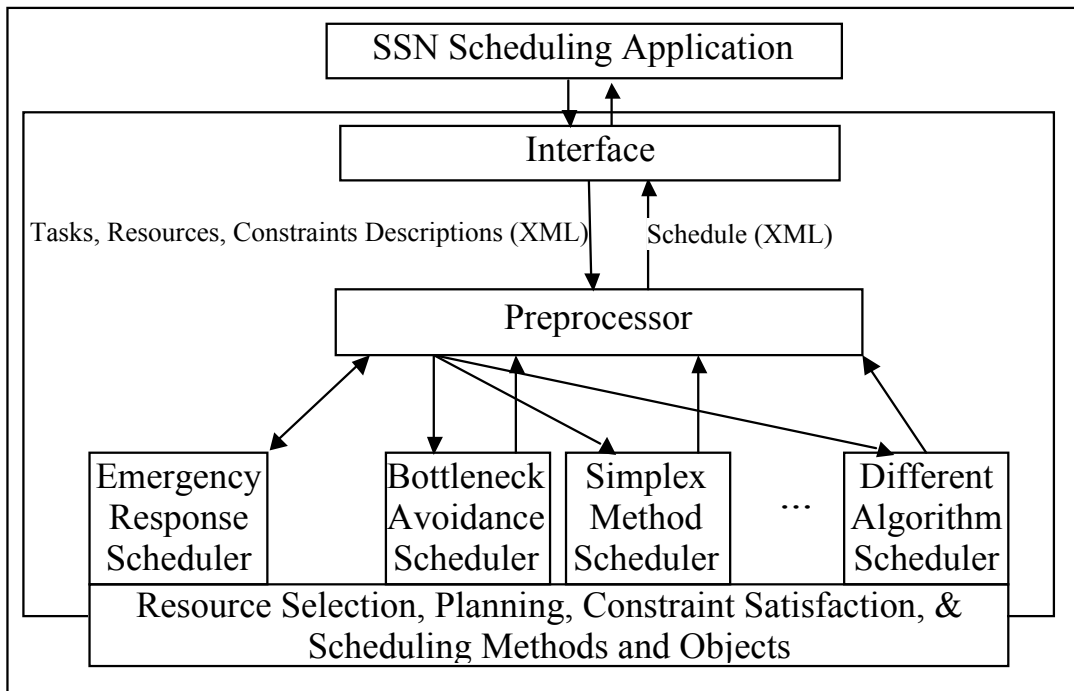 SSN Scheduling Application
Interface
Tasks, Resources, Constraints Descriptions (XML)
Schedule (XML)
Preprocessor
Emergency
Response
Scheduler
Bottleneck
Avoidance
Scheduler
Simplex
Method
Scheduler
...
Different
Algorithm
Scheduler
Resource Selection, Planning, Constraint Satisfaction, &
Scheduling Methods and Objects